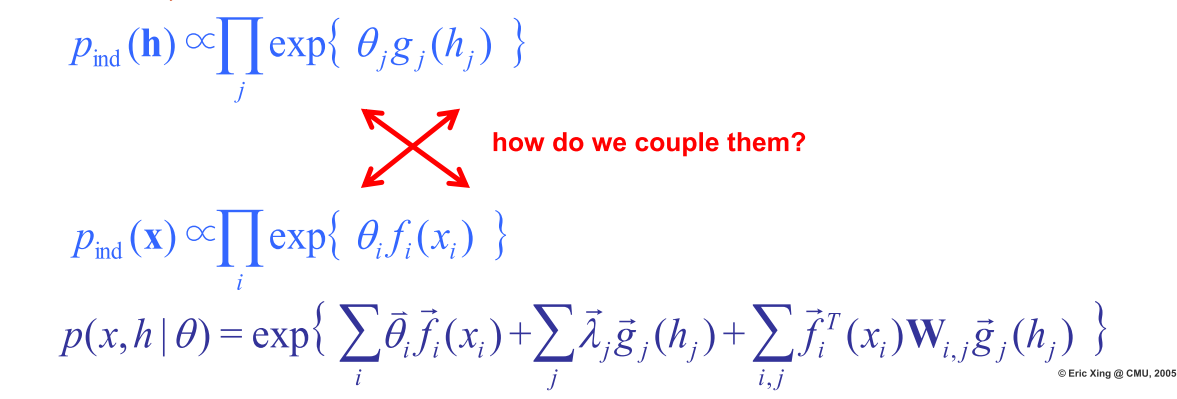 p_ind (h) ∝ ∏_j exp{ θ_j g_j (h_j) }
how do we couple them?
p_ind (x) ∝ ∏_i exp{ θ_i f_i (x_i) }
p(x, h | θ) = exp{ ∑_i θ⃗_i f⃗_i (x_i) + ∑_j λ⃗_j g⃗_j (h_j) + ∑_{i,j} f⃗_i^T (x_i) W_{i,j} g⃗_j (h_j) }
© Eric Xing @ CMU, 2005